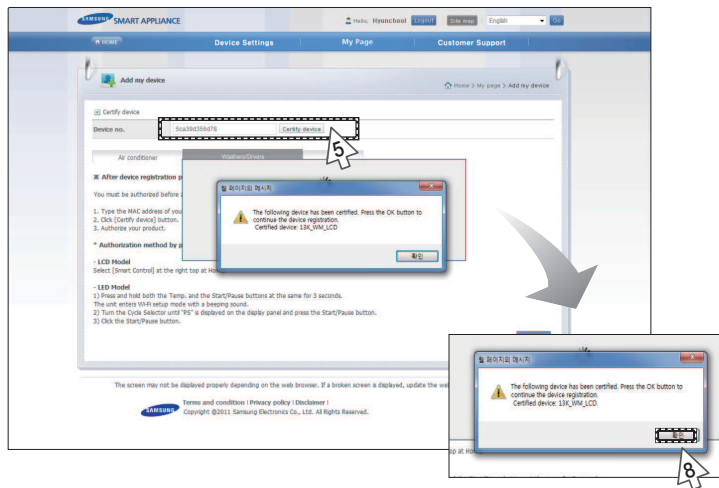 SAMSUNG SMART APPLIANCE
Hello, Hyunchool Logout Site map English Go
HOME Device Settings My Page Customer Support
Add my device
Home > My page > Add my device
Certify device
Device no. 5ca39d35bd78 Certify device
5
Air conditioner Washers/Dryers
After device registration p
You must be authorized before
1. Type the MAC address of you
2. Click [Certify device] button.
3. Authorize your product.
* Authorization method by p
- LCD Model
Select [Smart Control] at the right top at Hom
- LED Model
1) Press and hold both the Temp. and the Start/Pause buttons at the same for 3 seconds.
The unit enters Wi-Fi setup mode with a beeping sound.
2) Turn the Cycle Selector until "PS" is displayed on the display panel and press the Start/Pause button.
3) Click the Start/Pause button.
웹 페이지의 메시지
The following device has been certified. Press the OK button to
continue the device registration.
Certified device: 13K_WM_LCD
확인
The screen may not be displayed properly depending on the web browser. If a broken screen is displayed, update the wel
SAMSUNG
Terms and condition | Privacy policy | Disclaimer |
Copyright @2011 Samsung Electronics Co., Ltd. All Rights Reserved.
웹 페이지의 메시지
The following device has been certified. Press the OK button to
continue the device registration.
Certified device: 13K_WM_LCD
확인
op at Hom
8